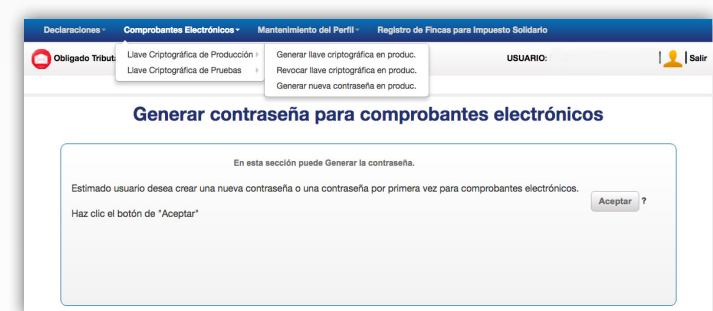 Declaraciones Comprobantes Electrónicos Mantenimiento del Perfil Registro de Fincas para Impuesto Solidario
Obligado Tribut
Llave Criptográfica de Producción
Llave Criptográfica de Pruebas
Generar llave criptográfica en produc.
Revocar llave criptográfica en produc.
Generar nueva contraseña en produc.
USUARIO:
Salir
Generar contraseña para comprobantes electrónicos
En esta sección puede Generar la contraseña.
Estimado usuario desea crear una nueva contraseña o una contraseña por primera vez para comprobantes electrónicos.
Aceptar ?
Haz clic el botón de "Aceptar"